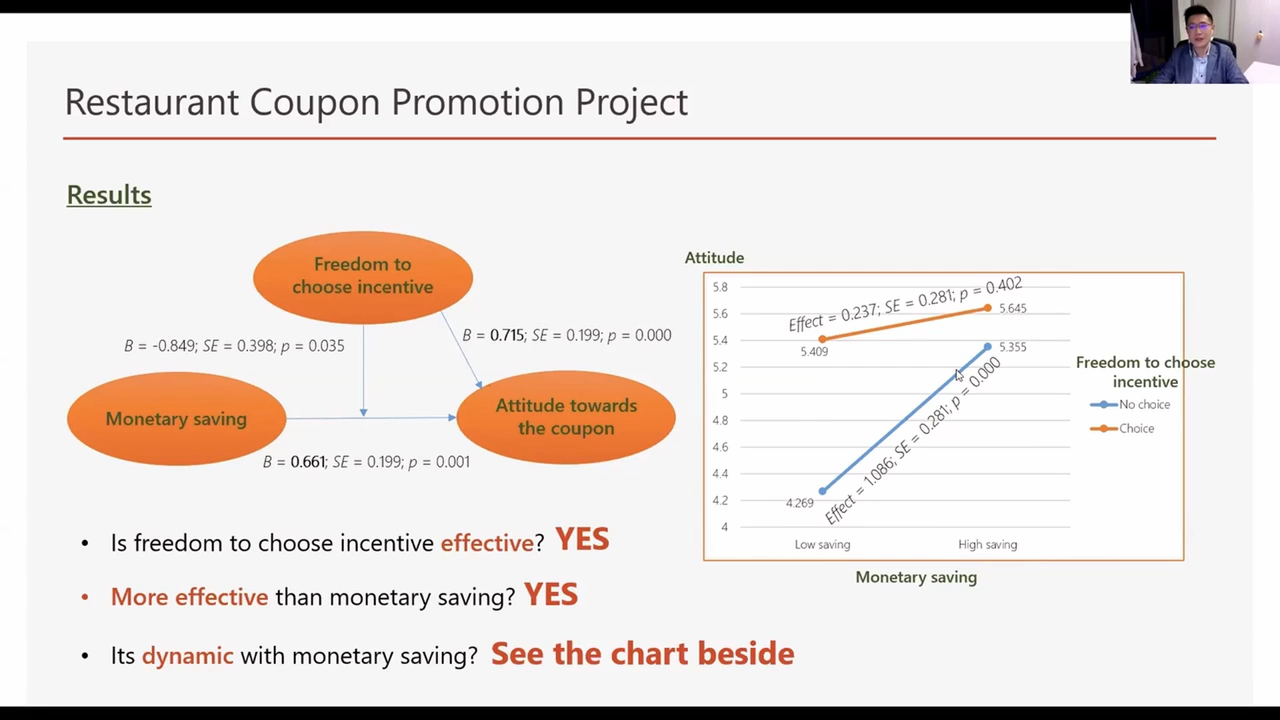 Restaurant Coupon Promotion Project
Results
Freedom to
choose incentive
B = -0.849; SE = 0.398; p = 0.035
B = 0.715; SE = 0.199; p = 0.000
Monetary saving
Attitude towards
the coupon
B = 0.661; SE = 0.199; p = 0.001
• Is freedom to choose incentive effective? YES
• More effective than monetary saving? YES
• Its dynamic with monetary saving? See the chart beside
Attitude
5.8
5.6
5.4
5.2
5
4.8
4.6
4.4
4.2
4
Effect = 0.237; SE = 0.281; p = 0.402
5.409
5.645
5.355
4.269
Effect = 1.086; SE = 0.281; p = 0.000
Low saving
High saving
Monetary saving
Freedom to choose
incentive
No choice
Choice